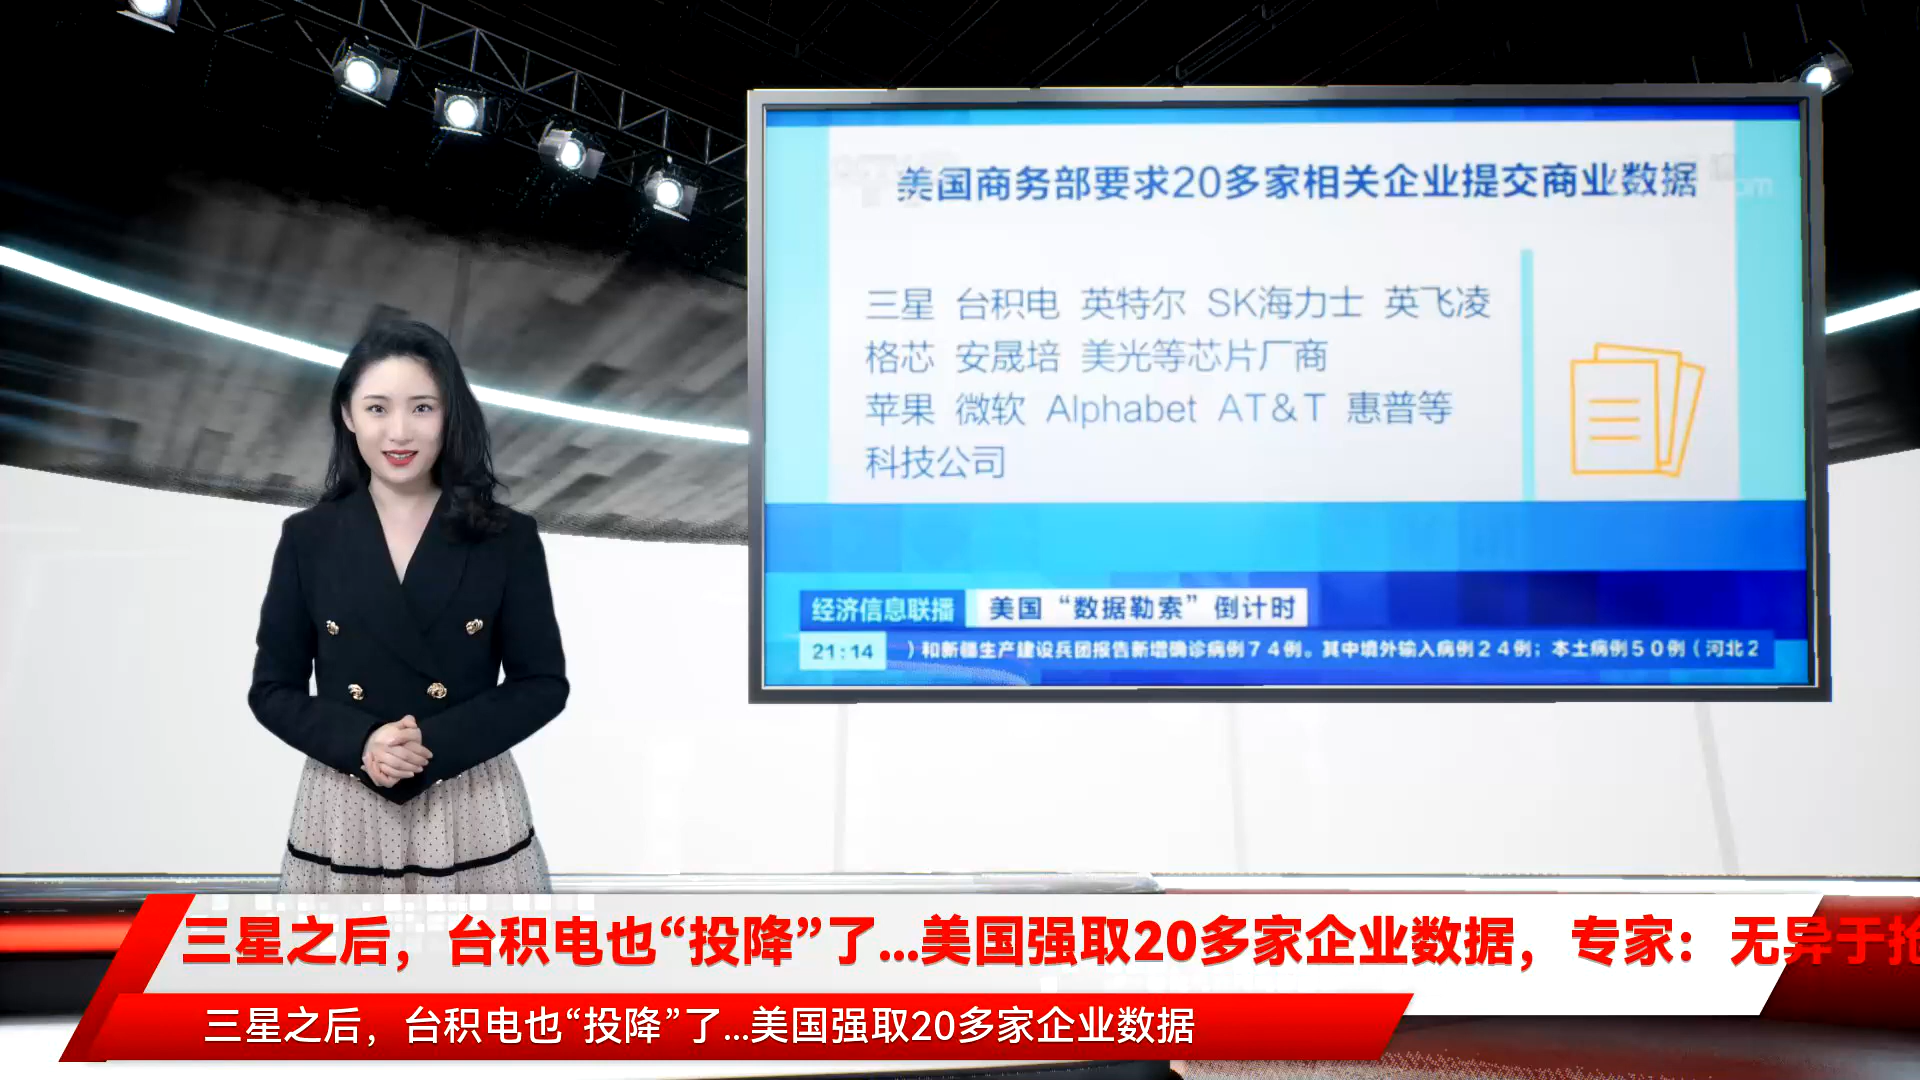 美国商务部要求20多家相关企业提交商业数据
三星 台积电 英特尔 SK海力士 英飞凌
格芯 安晟培 美光等芯片厂商
苹果 微软 Alphabet AT&T 惠普等
科技公司
经济信息联播 美国“数据勒索”倒计时
21:14 ）和新疆生产建设兵团报告新增确诊病例74例。其中境外输入病例24例；本土病例50例（河北2
三星之后，台积电也“投降”了...美国强取20多家企业数据，专家：无异于抢
三星之后，台积电也“投降”了...美国强取20多家企业数据